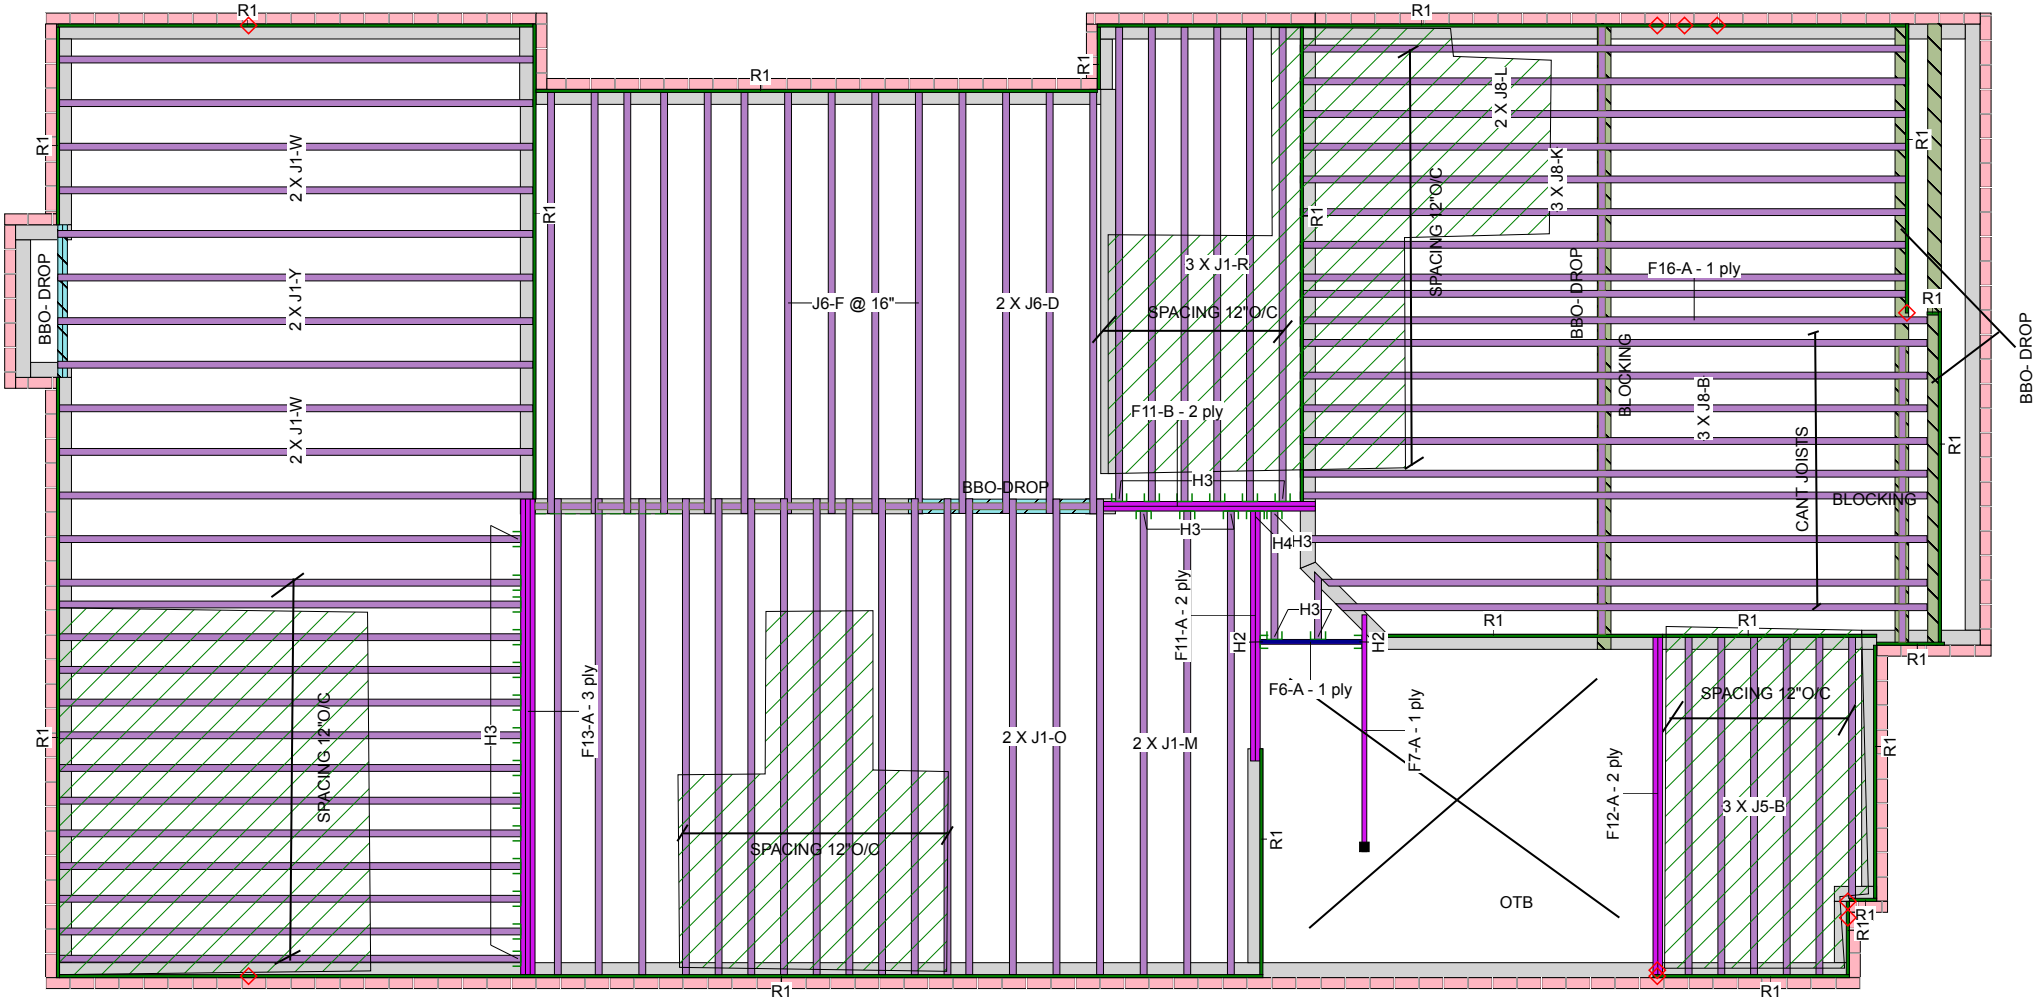 R1
R1
R1
R1
R1
2 X J1-W
2 X J8-L
R1
3 X J8-K
R1
R1
R1
SPACING 12"O/C
BBO- DROP
2 X J1-Y
J6-F @ 16"
2 X J6-D
3 X J1-R
SPACING 12"O/C
BBO- DROP
F16-A - 1 ply
R1
BBO- DROP
BLOCKING
2 X J1-W
F11-B - 2 ply
3 X J8-B
R1
CANT JOISTS
H3
BBO-DROP
BLOCKING
H3
H4
H3
H3
F11-A - 2 ply
H2
H2
R1
R1
R1
F6-A - 1 ply
SPACING 12"O/C
R1
H3
F13-A - 3 ply
2 X J1-O
2 X J1-M
F7-A - 1 ply
R1
SPACING 12"O/C
F12-A - 2 ply
3 X J5-B
R1
SPACING 12"O/C
OTB
R1
R1
R1
R1